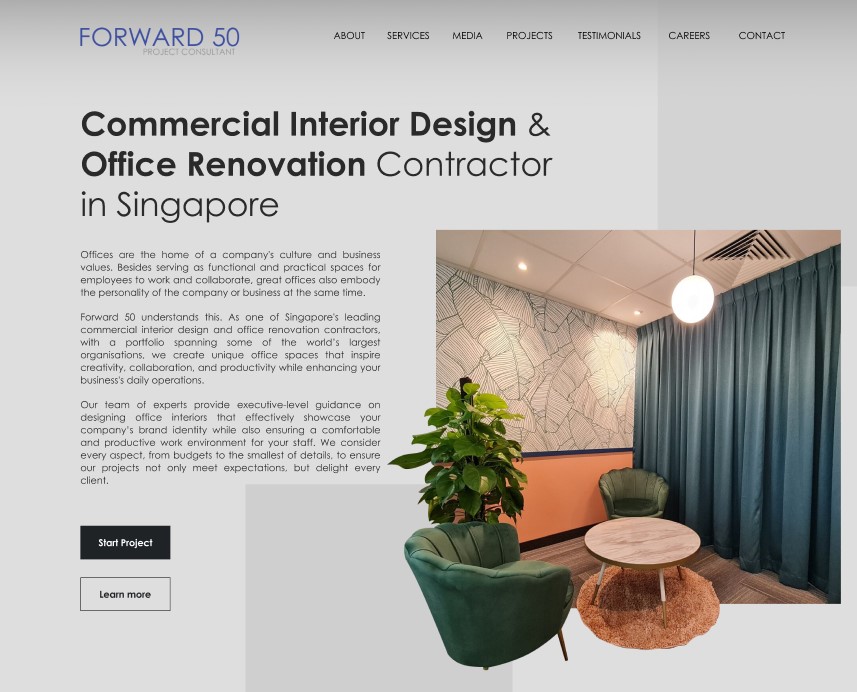 FORWARD 50
PROJECT CONSULTANT
ABOUT SERVICES MEDIA PROJECTS TESTIMONIALS CAREERS CONTACT
Commercial Interior Design &
Office Renovation Contractor
in Singapore
Offices are the home of a company's culture and business
values. Besides serving as functional and practical spaces for
employees to work and collaborate, great offices also embody
the personality of the company or business at the same time.
Forward 50 understands this. As one of Singapore's leading
commercial interior design and office renovation contractors,
with a portfolio spanning some of the world's largest
organisations, we create unique office spaces that inspire
creativity, collaboration, and productivity while enhancing your
business's daily operations.
Our team of experts provide executive-level guidance on
designing office interiors that effectively showcase your
company's brand identity while also ensuring a comfortable
and productive work environment for your staff. We consider
every aspect, from budgets to the smallest of details, to ensure
our projects not only meet expectations, but delight every
client.
Start Project
Learn more